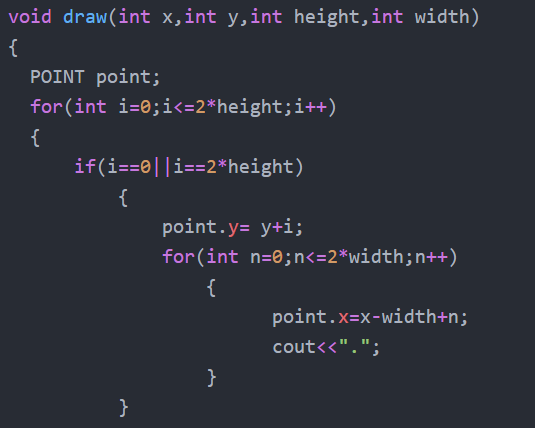 void draw(int x,int y,int height,int width)
{
POINT point;
for(int i=0;i<=2*height;i++)
{
if(i==0||i==2*height)
{
point.y= y+i;
for(int n=0;n<=2*width;n++)
{
point.x=x-width+n;
cout<<".";
}
}